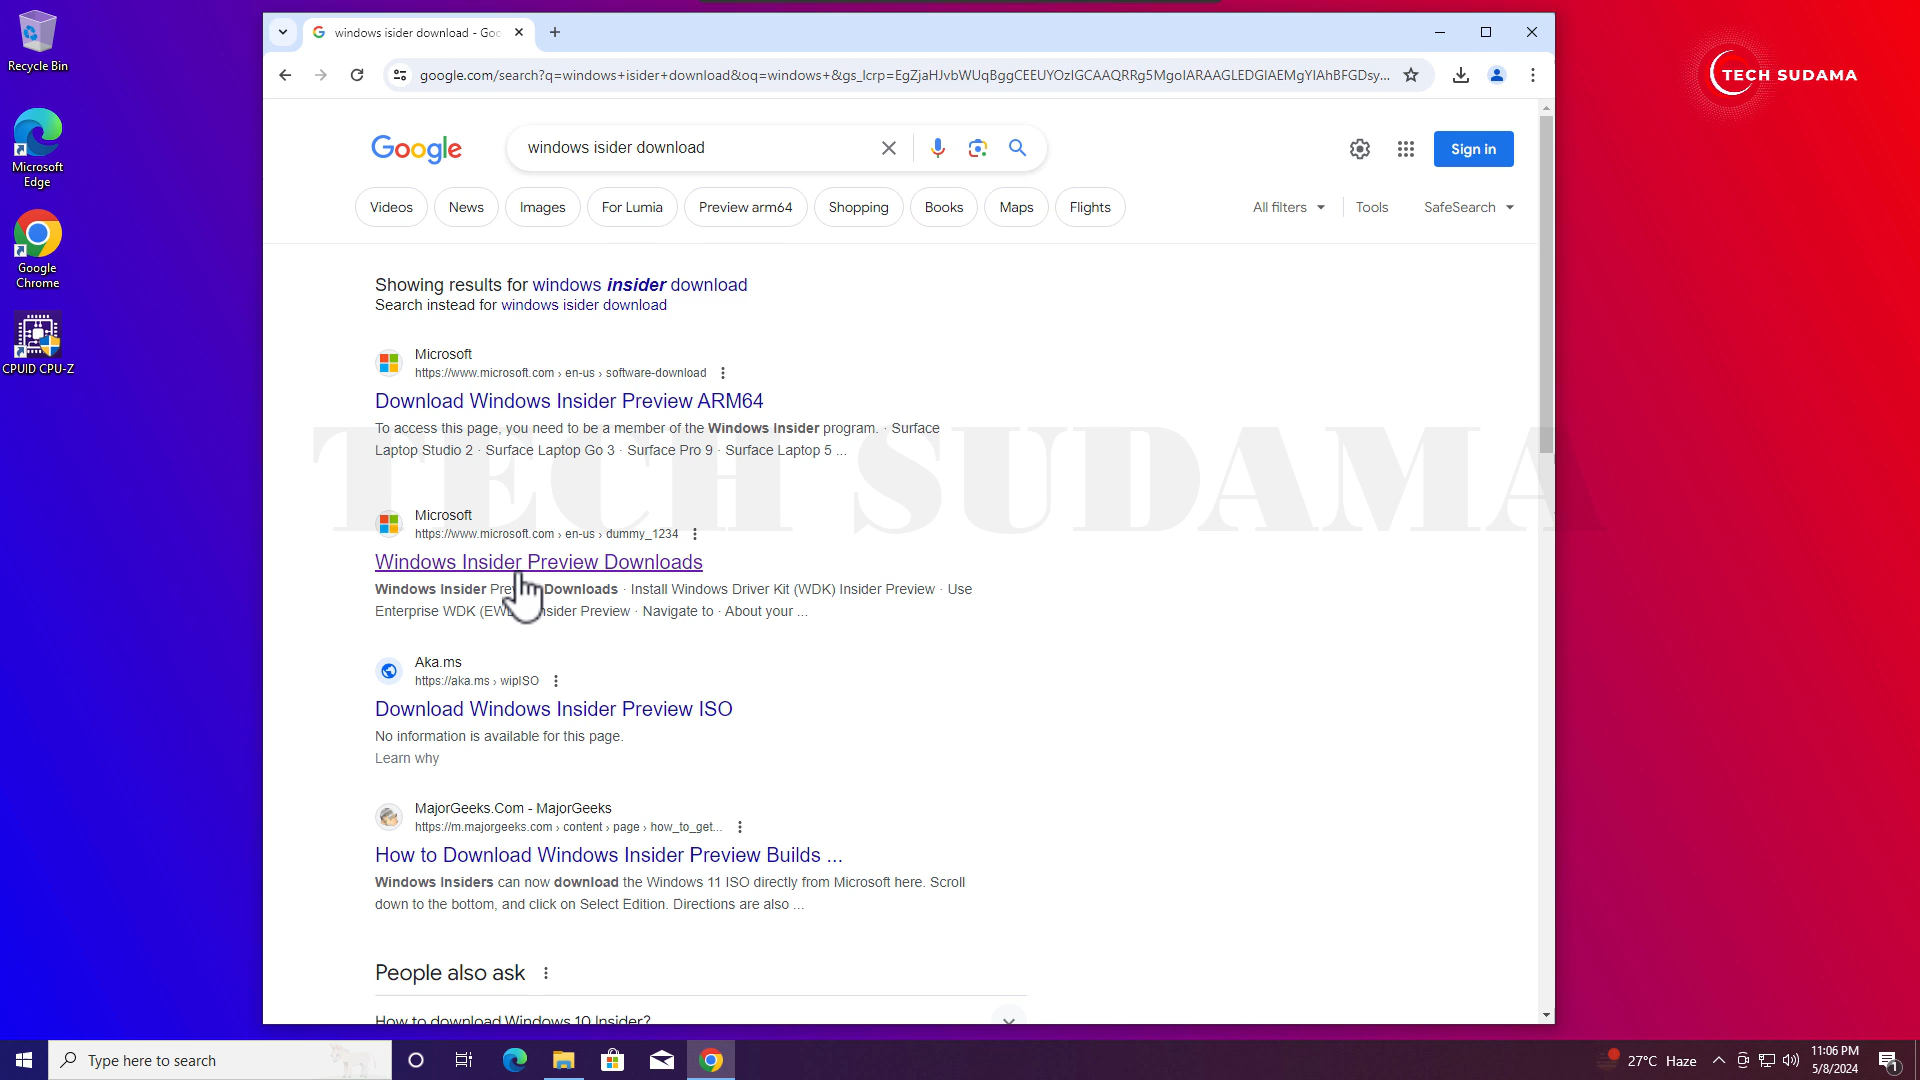 Recycle Bin
Microsoft
Edge
Google
Chrome
CPUID CPU-Z
windows isider download - Goo
google.com/search?q=windows+isider+download&oq=windows+&gs_lcrp=EgZjaHJvbWUqBggCEEUYOzIGCAAQRRg5MgoIARAAGLEDGIAEMgYIAhBFGDsy...
TECH SUDAMA
Google
windows isider download
Sign in
Videos
News
Images
For Lumia
Preview arm64
Shopping
Books
Maps
Flights
All filters
Tools
SafeSearch
Showing results for windows insider download
Search instead for windows isider download
Microsoft
https://www.microsoft.com › en-us › software-download
Download Windows Insider Preview ARM64
To access this page, you need to be a member of the Windows Insider program. · Surface
Laptop Studio 2 · Surface Laptop Go 3 · Surface Pro 9 · Surface Laptop 5 ...
TECH SUDAMA
Microsoft
https://www.microsoft.com › en-us › dummy_1234
Windows Insider Preview Downloads
Windows Insider Downloads · Install Windows Driver Kit (WDK) Insider Preview · Use
Enterprise WDK Insider Preview · Navigate to · About your ...
Aka.ms
https://aka.ms › wipISO
Download Windows Insider Preview ISO
No information is available for this page.
Learn why
MajorGeeks.Com - MajorGeeks
https://m.majorgeeks.com › content › page › how_to_get...
How to Download Windows Insider Preview Builds ...
Windows Insiders can now download the Windows 11 ISO directly from Microsoft here. Scroll
down to the bottom, and click on Select Edition. Directions are also ...
People also ask
How to download Windows 10 Insider?
Type here to search
27°C Haze
11:06 PM
5/8/2024
1